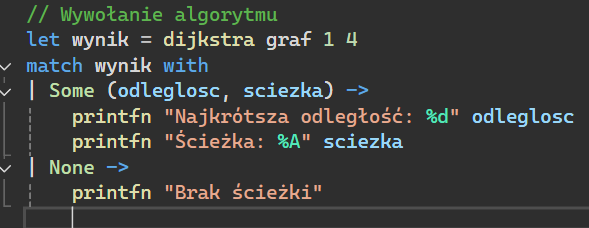 // Wywołanie algorytmu
let wynik = dijkstra graf 1 4
match wynik with
| Some (odleglosc, sciezka) ->
    printfn "Najkrótsza odległość: %d" odleglosc
    printfn "Ścieżka: %A" sciezka
| None ->
    printfn "Brak ścieżki"